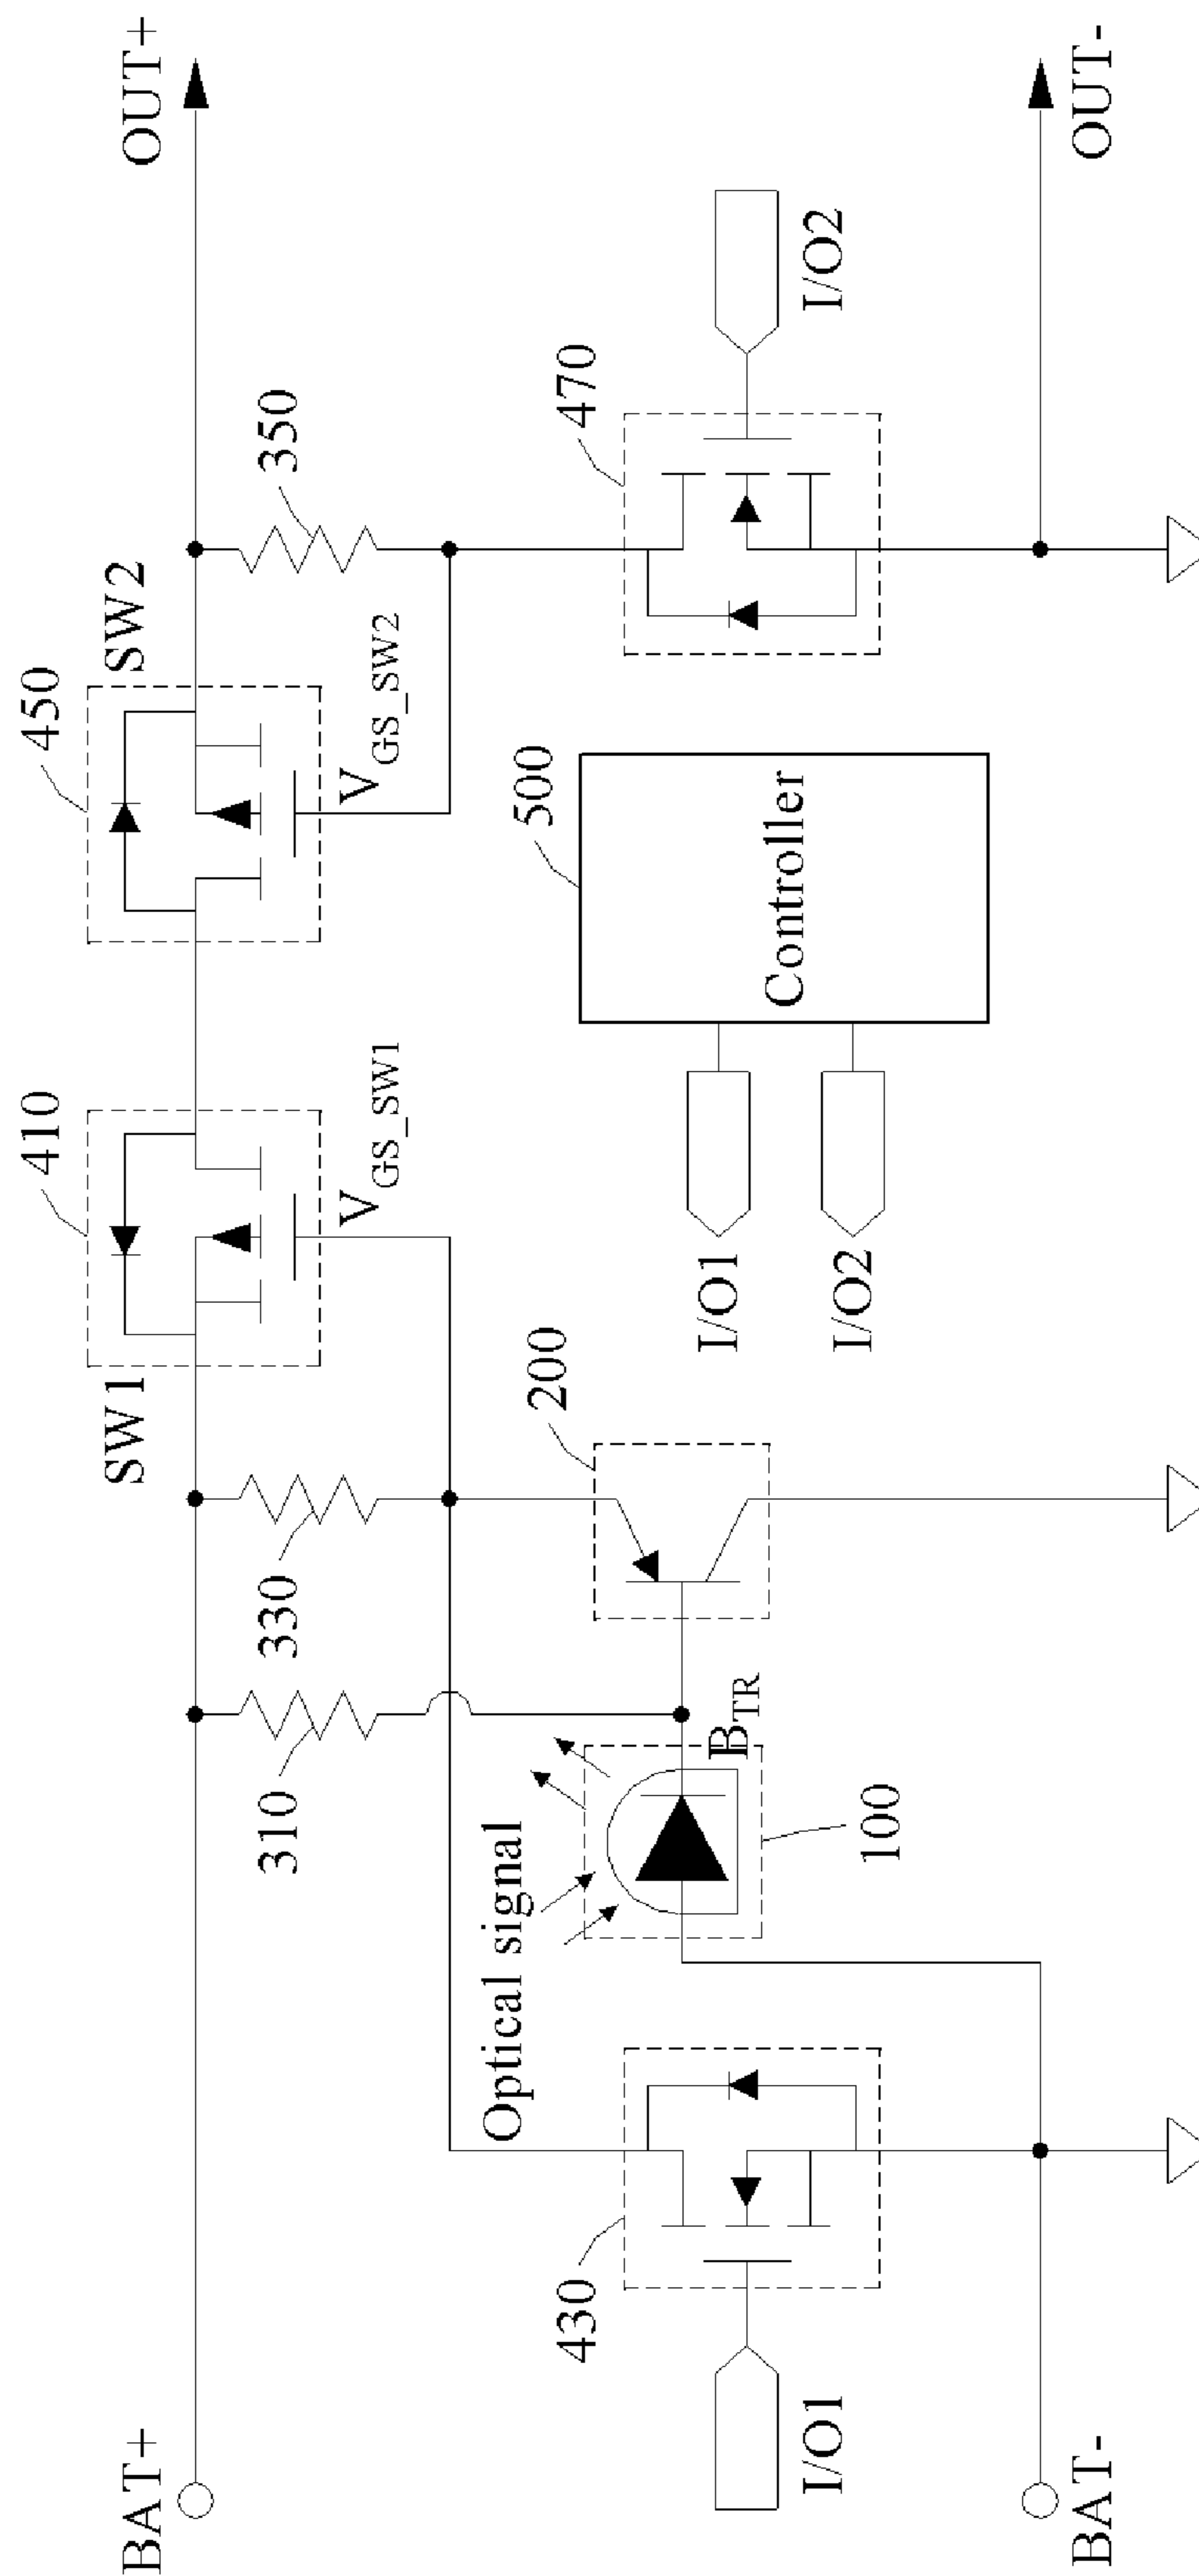 BAT+
SW1
410
450
SW2
OUT+
310
330
V_GS_SW1
V_GS_SW2
350
Optical signal
430
B_TR
200
500
470
100
Controller
I/O1
I/O1
I/O2
I/O2
BAT-
OUT-